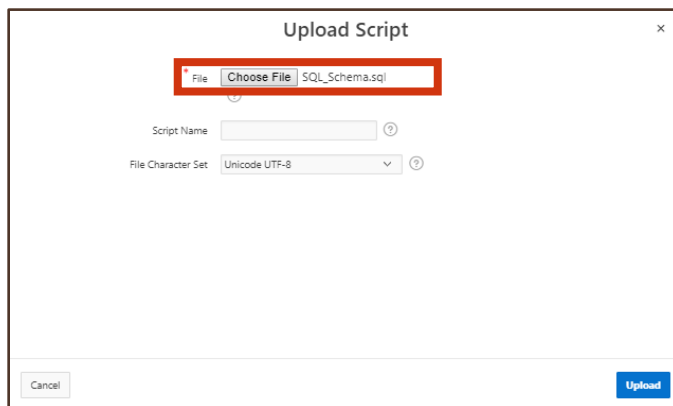 Upload Script ×
* File Choose File SQL_Schema.sql
?
Script Name ?
File Character Set Unicode UTF-8 ?
Cancel Upload